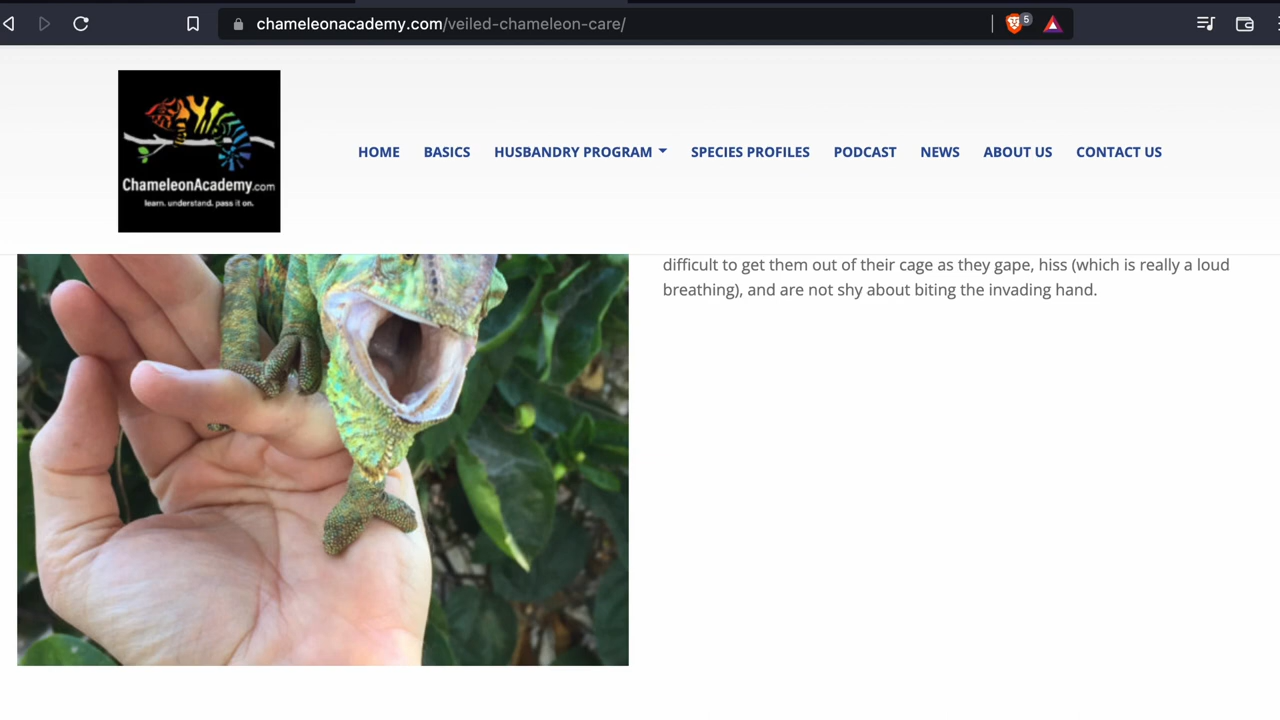 chameleonacademy.com/veiled-chameleon-care/
5
ChameleonAcademy.com
learn. understand. pass it on.
HOME BASICS HUSBANDRY PROGRAM SPECIES PROFILES PODCAST NEWS ABOUT US CONTACT US
difficult to get them out of their cage as they gape, hiss (which is really a loud
breathing), and are not shy about biting the invading hand.